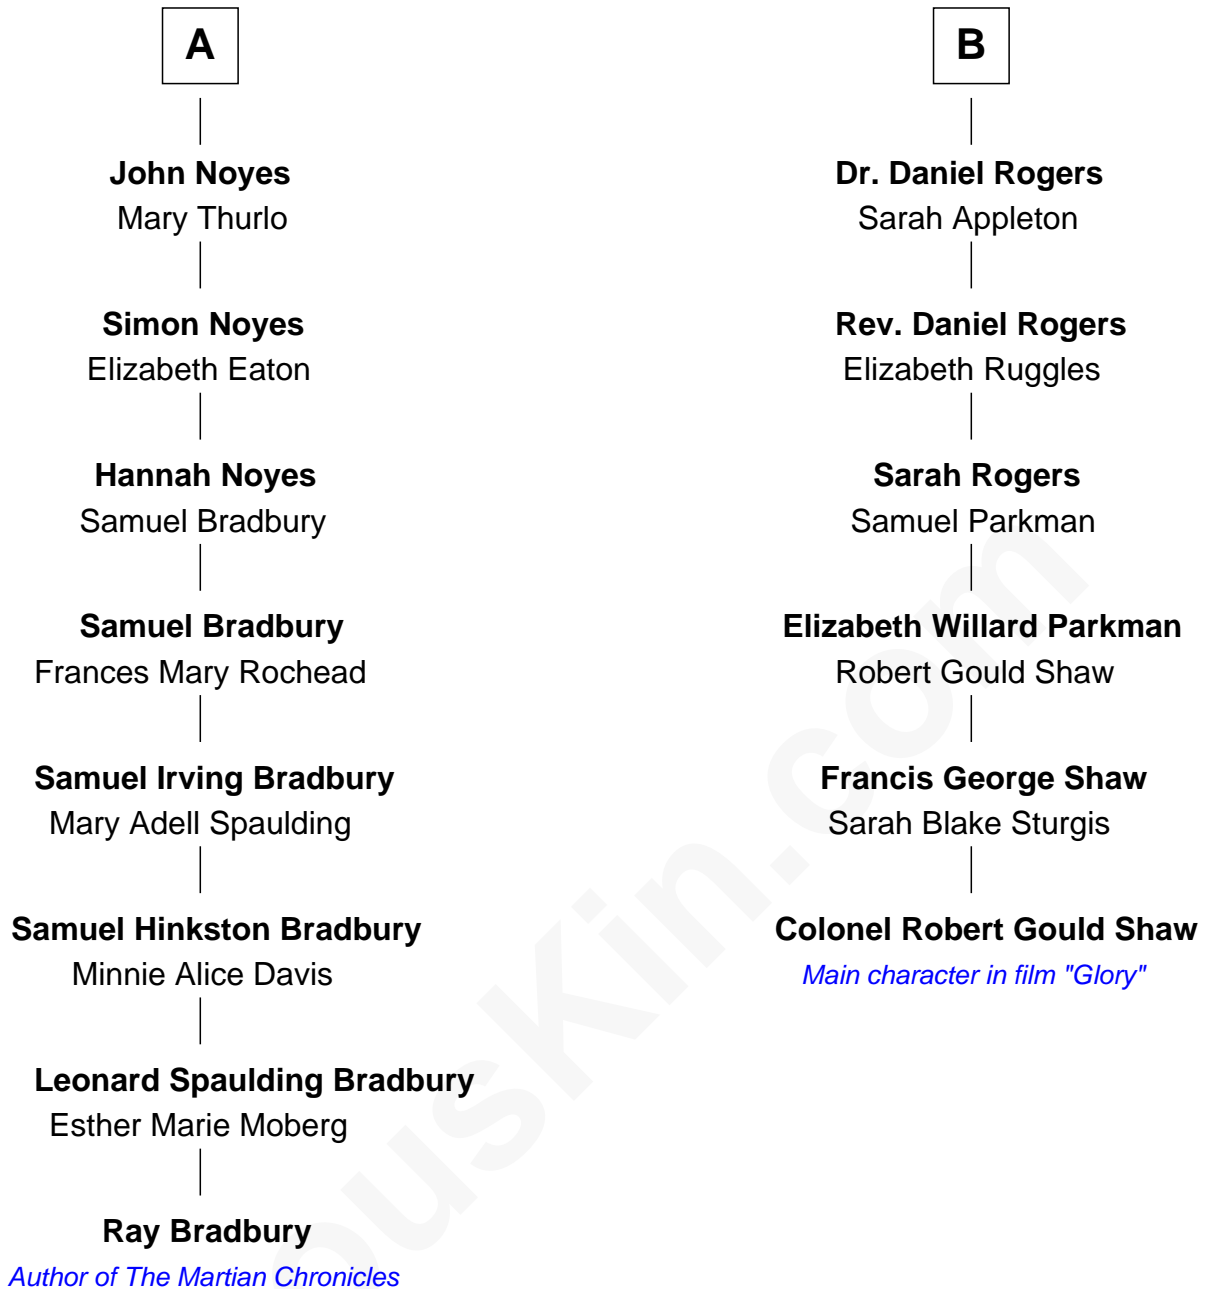 A
John Noyes
Mary Thurlo
Simon Noyes
Elizabeth Eaton
Hannah Noyes
Samuel Bradbury
Samuel Bradbury
Frances Mary Rochead
Samuel Irving Bradbury
Mary Adell Spaulding
Samuel Hinkston Bradbury
Minnie Alice Davis
Leonard Spaulding Bradbury
Esther Marie Moberg
Ray Bradbury
Author of The Martian Chronicles
B
Dr. Daniel Rogers
Sarah Appleton
Rev. Daniel Rogers
Elizabeth Ruggles
Sarah Rogers
Samuel Parkman
Elizabeth Willard Parkman
Robert Gould Shaw
Francis George Shaw
Sarah Blake Sturgis
Colonel Robert Gould Shaw
Main character in film "Glory"
ousKin.com